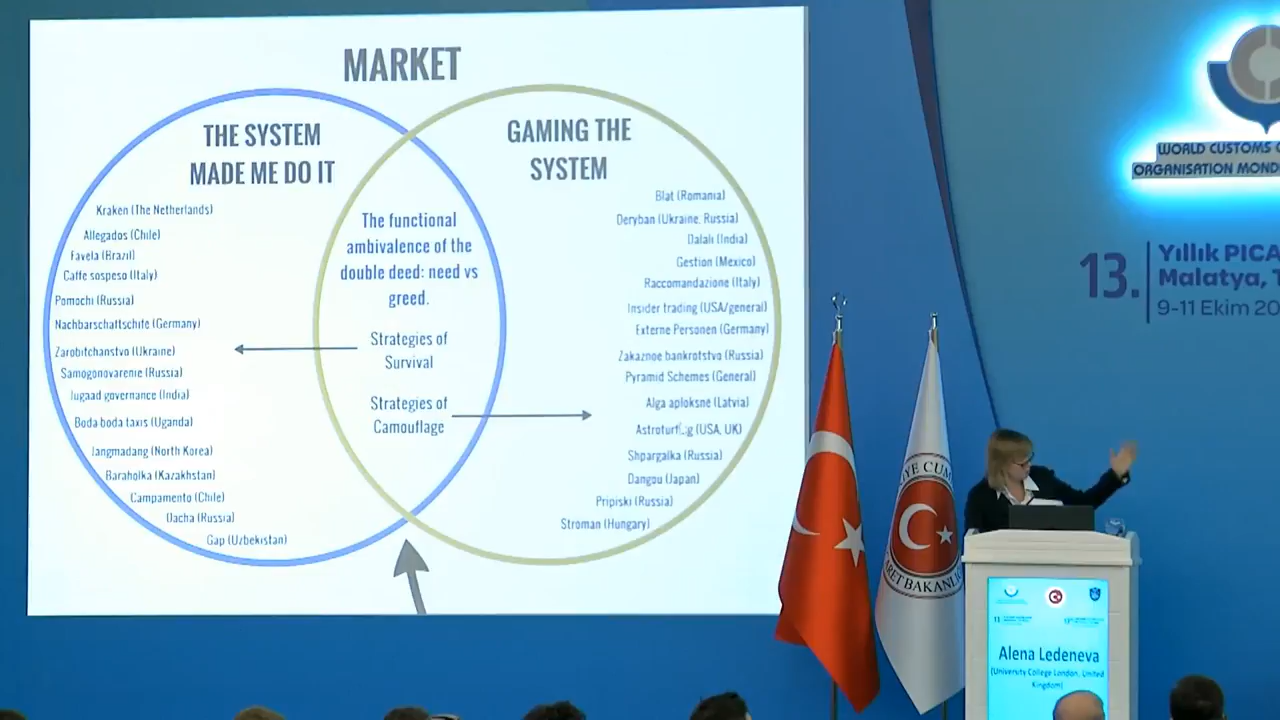 MARKET
THE SYSTEM
MADE ME DO IT
Kraken (The Netherlands)
Allegados (Chile)
Favela (Brazil)
Caffe sospeso (Italy)
Pomochi (Russia)
Nachbarschaftschife (Germany)
Zarobitchanstvo (Ukraine)
Samogonovarenie (Russia)
Jugaad governance (India)
Boda boda taxis (Uganda)
Jangmadang (North Korea)
Baraholka (Kazakhstan)
Campamento (Chile)
Dacha (Russia)
Gap (Uzbekistan)
The functional
ambivalence of the
double deed: need vs
greed.
Strategies of
Survival
Strategies of
Camouflage
GAMING THE
SYSTEM
Blat (Romania)
Deryban (Ukraine, Russia)
Dalali (India)
Gestion (Mexico)
Raccomandazione (Italy)
Insider trading (USA/general)
Externe Personen (Germany)
Zakaznoe bankrotstvo (Russia)
Pyramid Schemes (General)
Alga aploksne (Latvia)
(USA, UK)
Shpargalka (Russia)
Dangou (Japan)
Pripiski (Russia)
Stroman (Hungary)
WORLD CUSTOMS
ORGANISATION MOND
13.
Yıllık PICA
Malatya, T
9-11 Ekim 20
YE CUM
RET BAKANLIĞ
Alena Ledeneva
(University College London, United
Kingdom)